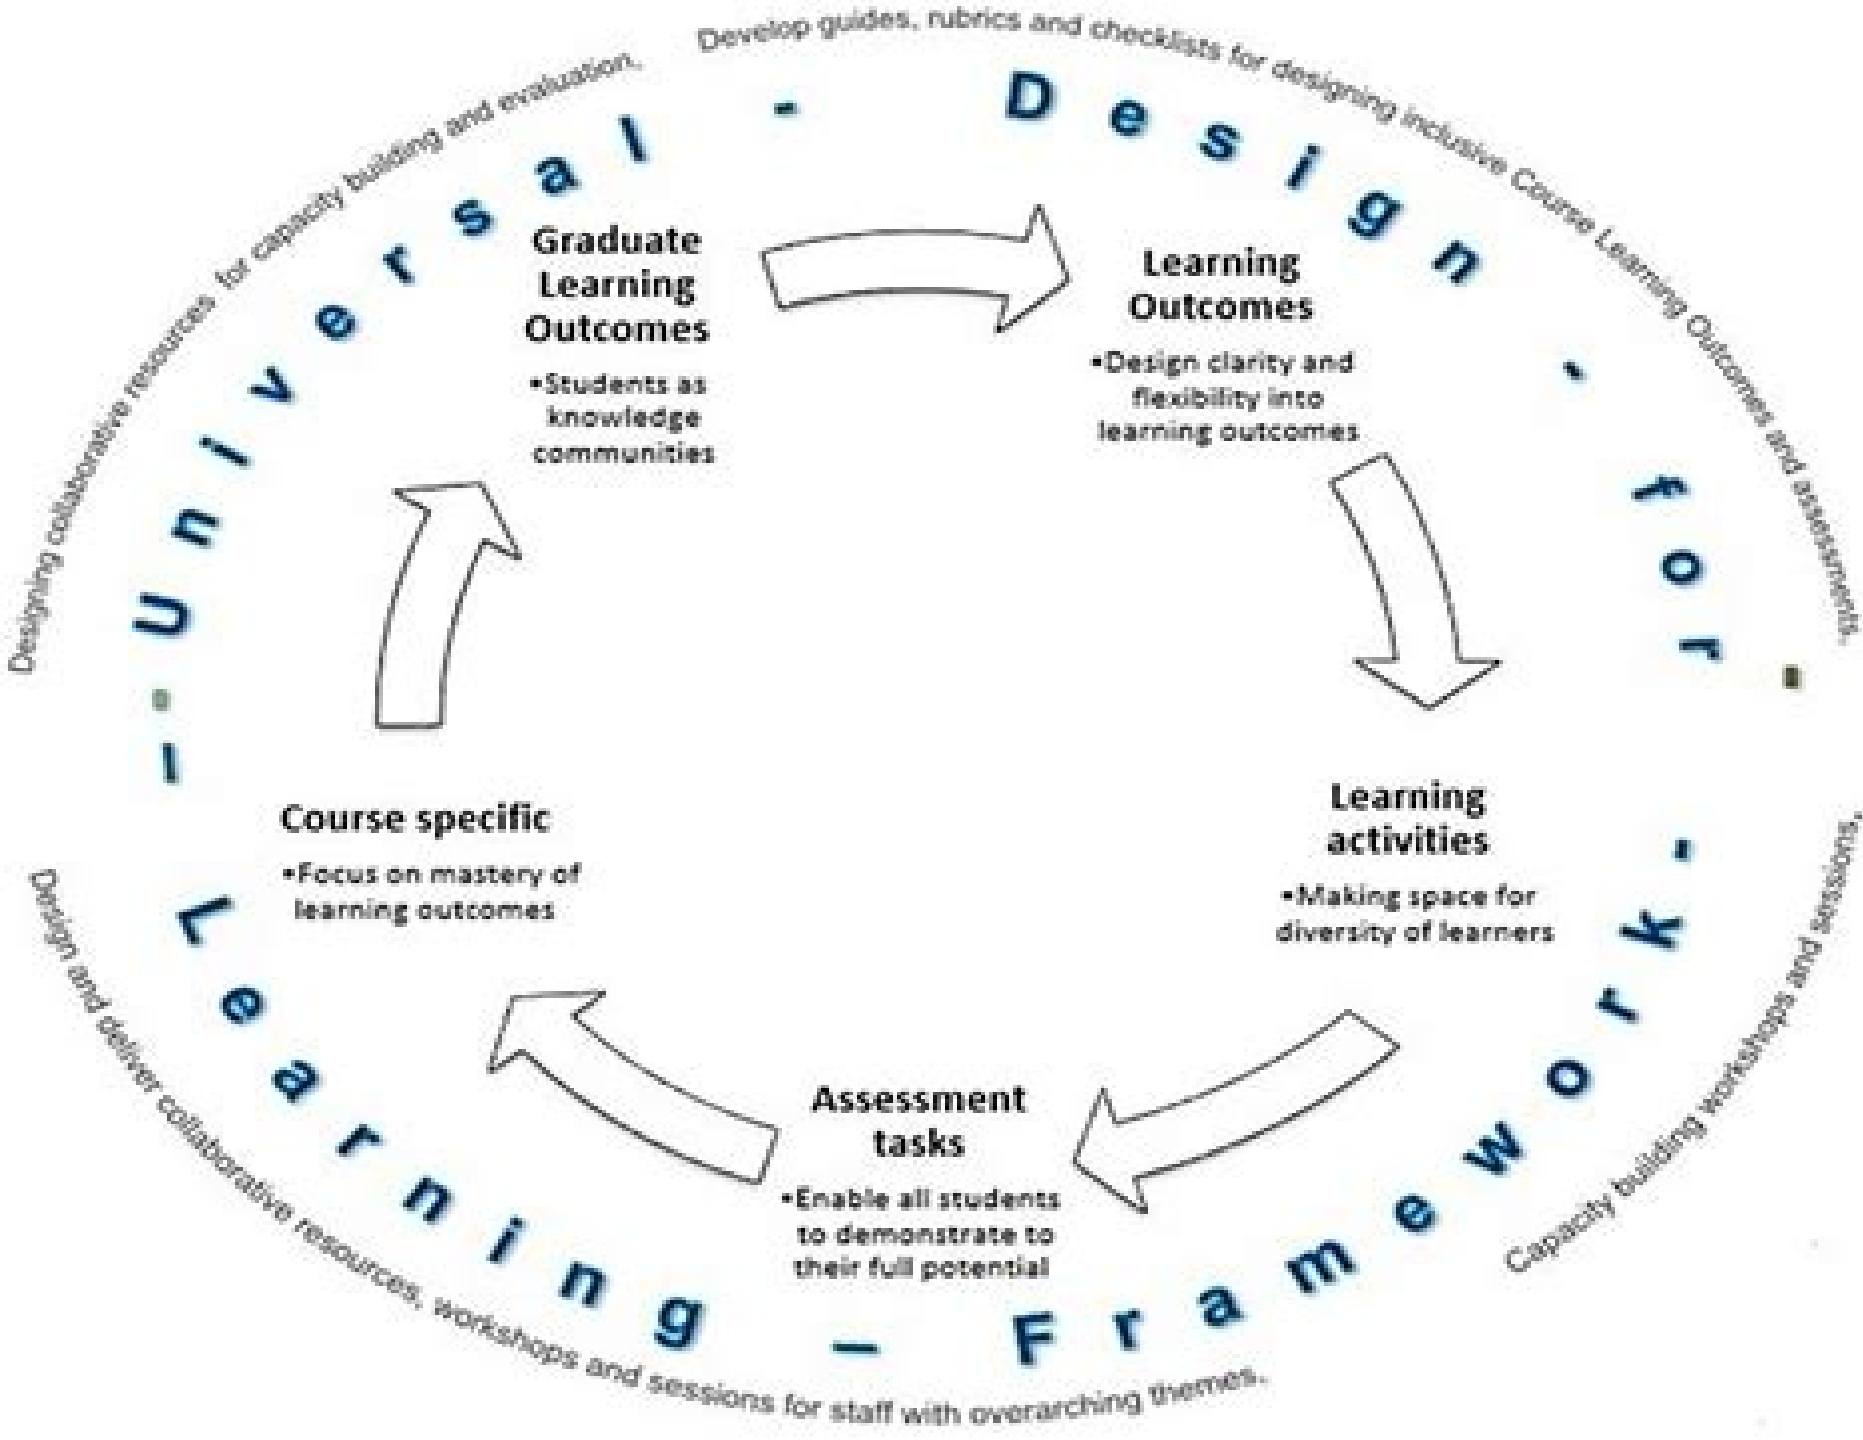 Develop guides, rubrics and checklists for designing inclusive Course Learning Outcomes and assessments.
Designing collaborative resources for capacity building and evaluation.
Universal - Design - for -
Graduate
Learning
Outcomes
•Students as
knowledge
communities
Learning
Outcomes
•Design clarity and
flexibility into
learning outcomes
Learning
activities
•Making space for
diversity of learners
Assessment
tasks
•Enable all students
to demonstrate to
their full potential
Course specific
•Focus on mastery of
learning outcomes
Learning – Framework -
Capacity building workshops and sessions.
Design and deliver collaborative resources, workshops and sessions for staff with overarching themes.